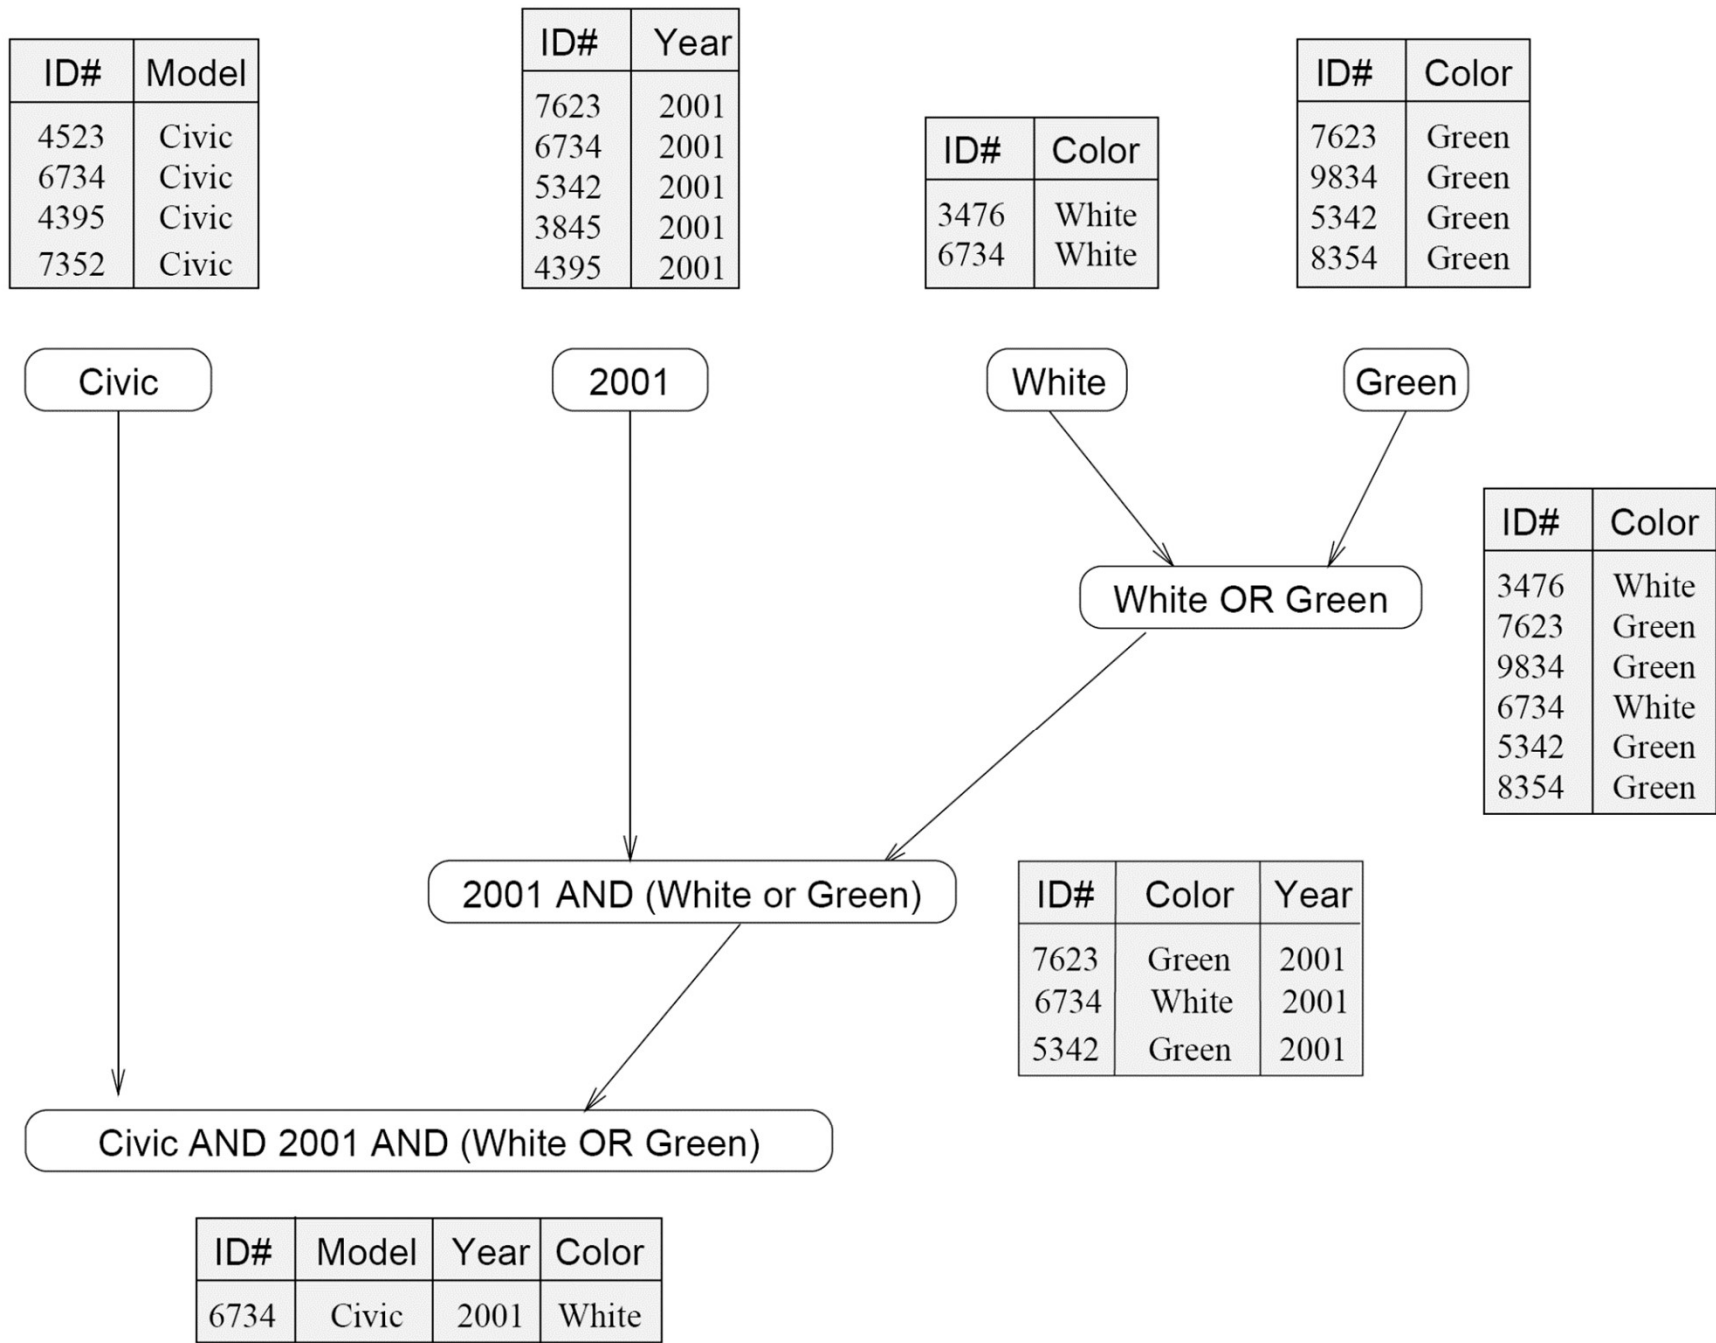 ID# Model
4523 Civic
6734 Civic
4395 Civic
7352 Civic
ID# Year
7623 2001
6734 2001
5342 2001
3845 2001
4395 2001
ID# Color
3476 White
6734 White
ID# Color
7623 Green
9834 Green
5342 Green
8354 Green
Civic
2001
White
Green
White OR Green
ID# Color
3476 White
7623 Green
9834 Green
6734 White
5342 Green
8354 Green
2001 AND (White or Green)
ID# Color Year
7623 Green 2001
6734 White 2001
5342 Green 2001
Civic AND 2001 AND (White OR Green)
ID# Model Year Color
6734 Civic 2001 White